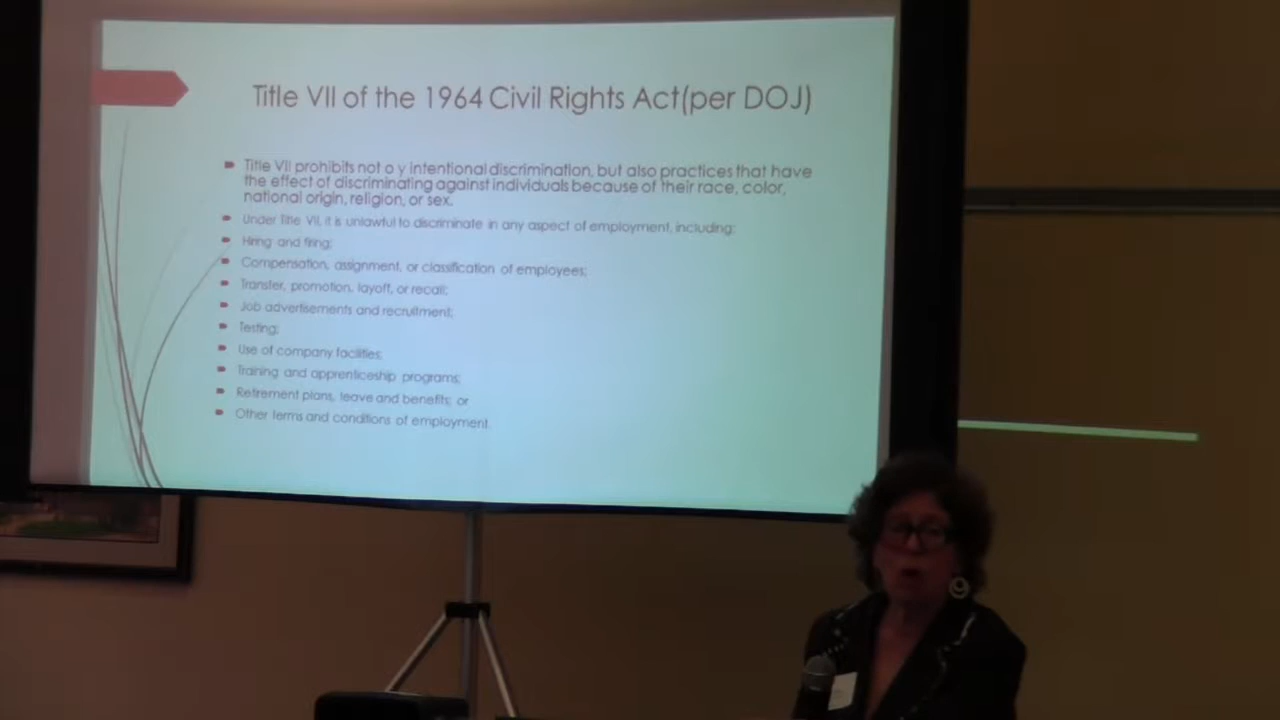 Title VII of the 1964 Civil Rights Act(per DOJ)
Title VII prohibits not o y intentional discrimination, but also practices that have
the effect of discriminating against individuals because of their race, color,
national origin, religion, or sex.
Under Title VII, it is unlawful to discriminate in any aspect of employment, including:
Hiring and firing;
Compensation, assignment, or classification of employees;
Transfer, promotion, layoff, or recall;
Job advertisements and recruitment;
Testing;
Use of company facilities;
Training and apprenticeship programs;
Retirement plans, leave and benefits; or
Other terms and conditions of employment.